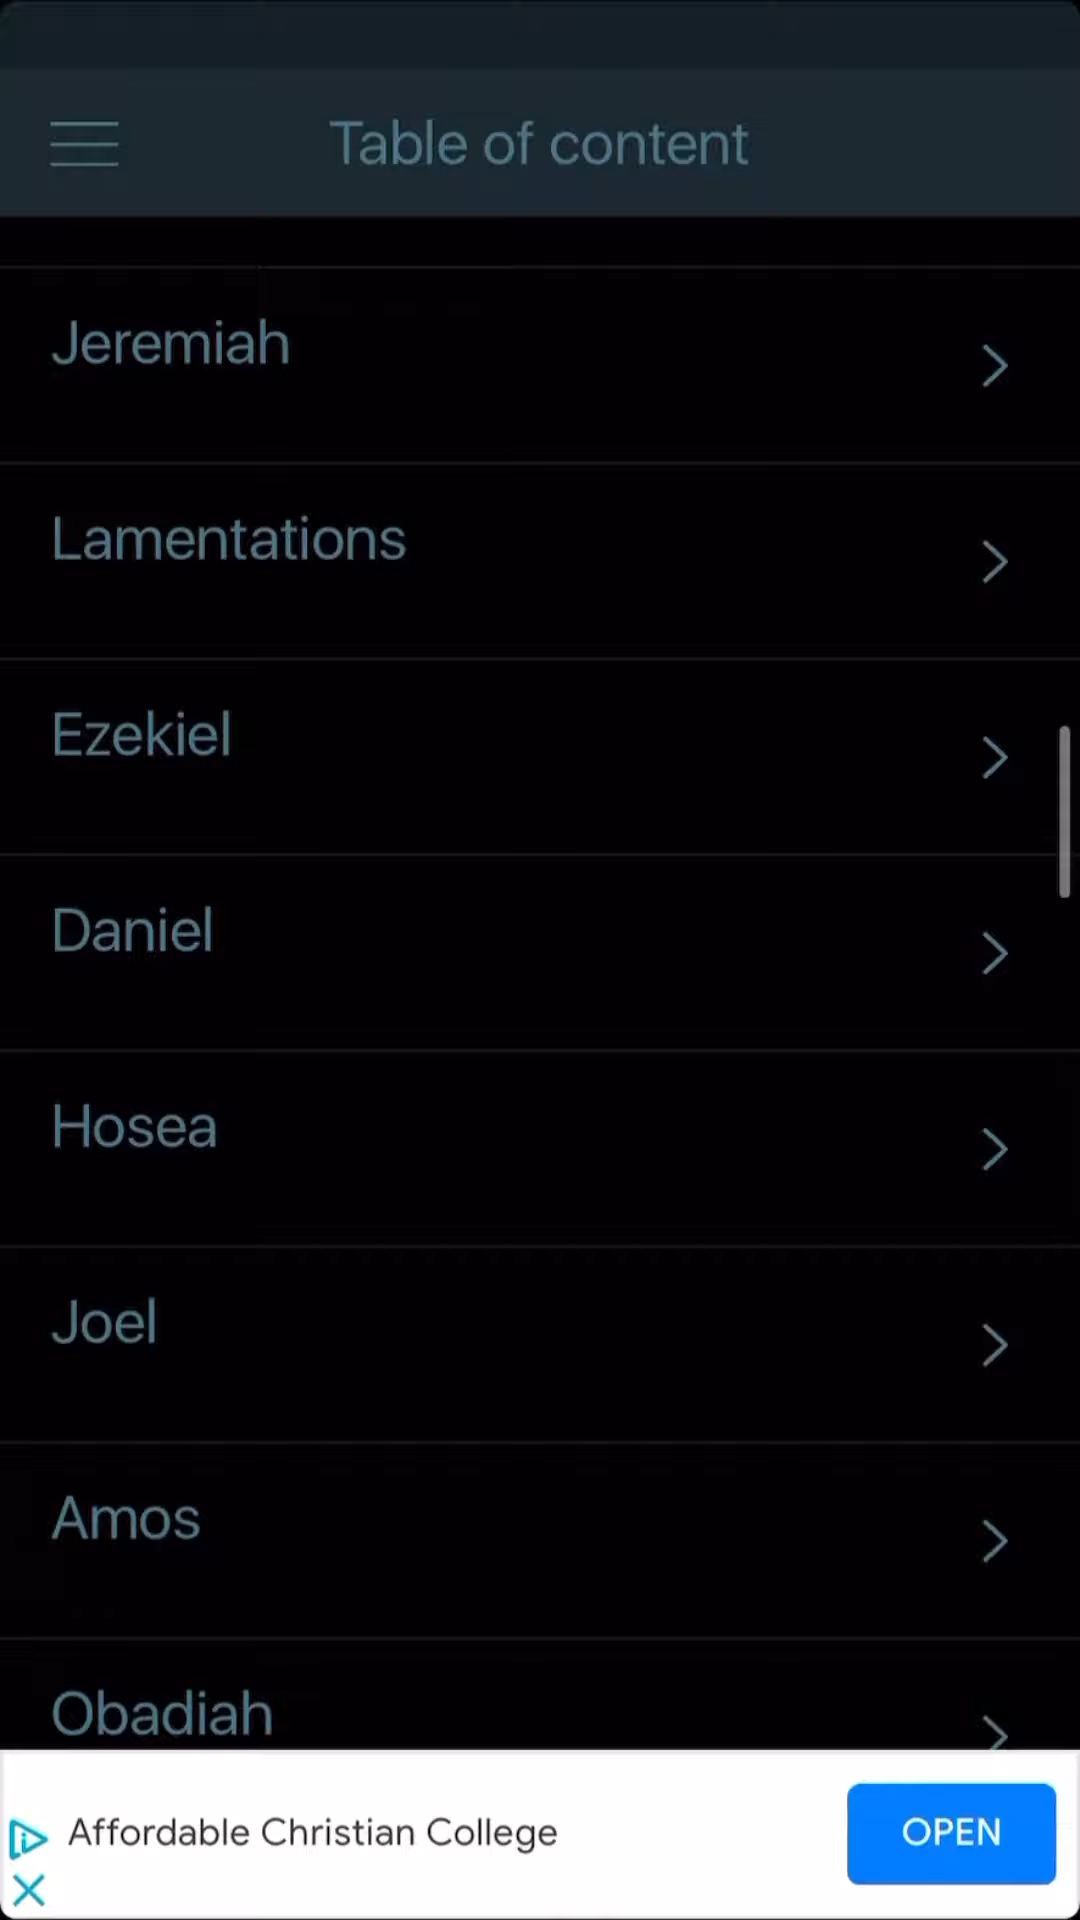 Table of content
Jeremiah
Lamentations
Ezekiel
Daniel
Hosea
Joel
Amos
Obadiah
Affordable Christian College
OPEN